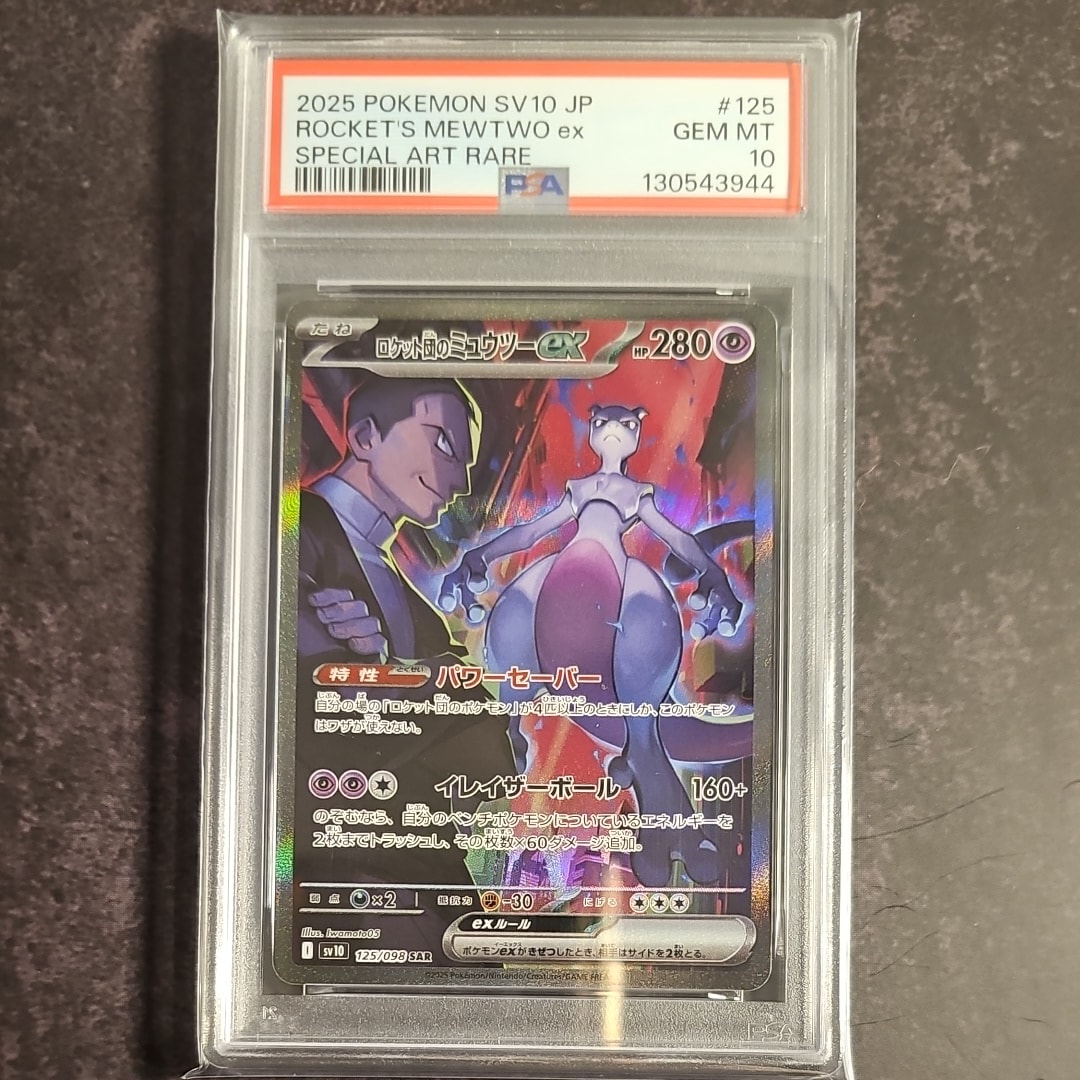 2025 POKEMON SV10 JP #125
ROCKET'S MEWTWO ex GEM MT
SPECIAL ART RARE 10
PSA 130543944
たね ロケット団のミュウツーex HP 280
特性 とくせい パワーセーバー
自分の場の「ロケット団のポケモン」が4匹以上のときにしか、このポケモン
はワザが使えない。
イレイザーボール 160+
のぞむなら、自分のベンチポケモンについているエネルギーを
2枚までトラッシュし、その枚数×60ダメージ追加。
弱点 ×2 抵抗力 -30 にげる
Illus. Iwamoto05 exルール
I sv10 125/098 SAR ポケモンexがきぜつしたとき、相手はサイドを2枚とる。
©2025 Pokémon/Nintendo/Creatures/GAME FREAK
PSA